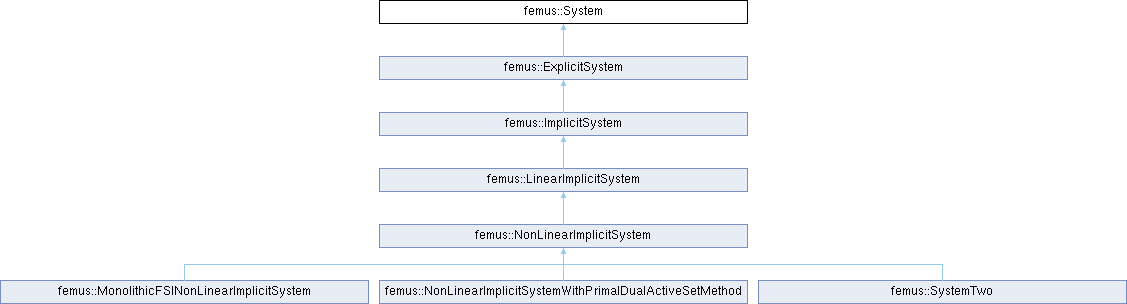 femus::System
femus::ExplicitSystem
femus::ImplicitSystem
femus::LinearImplicitSystem
femus::NonLinearImplicitSystem
femus::MonolithicFSINonLinearImplicitSystem
femus::NonLinearImplicitSystemWithPrimalDualActiveSetMethod
femus::SystemTwo